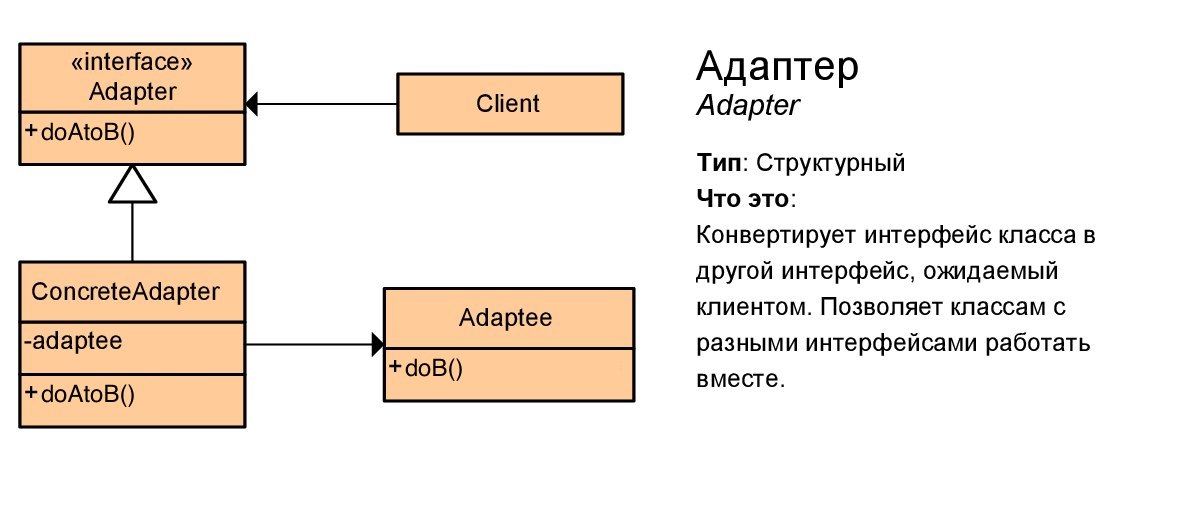 «interface»
Adapter
+doAtoB()
Client
ConcreteAdapter
-adaptee
+doAtoB()
Adaptee
+doB()
Адаптер
Adapter
Тип: Структурный
Что это:
Конвертирует интерфейс класса в
другой интерфейс, ожидаемый
клиентом. Позволяет классам с
разными интерфейсами работать
вместе.